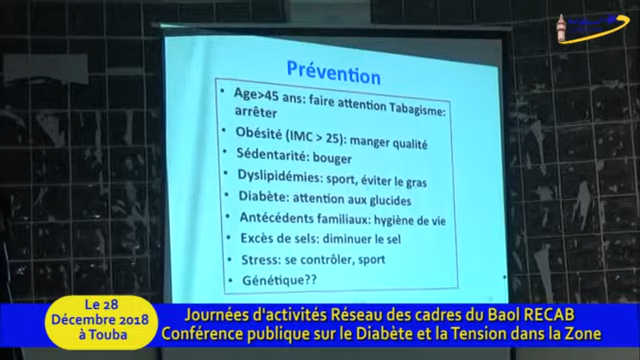 Prévention
• Age>45 ans: faire attention Tabagisme:
arrêter
• Obésité (IMC > 25): manger qualité
• Sédentarité: bouger
• Dyslipidémies: sport, éviter le gras
• Diabète: attention aux glucides
• Antécédents familiaux: hygiène de vie
• Excès de sels: diminuer le sel
• Stress: se contrôler, sport
• Génétique??
Le 28
Décembre 2018
à Touba
Journées d'activités Réseau des cadres du Baol RECAB
Conférence publique sur le Diabète et la Tension dans la Zone